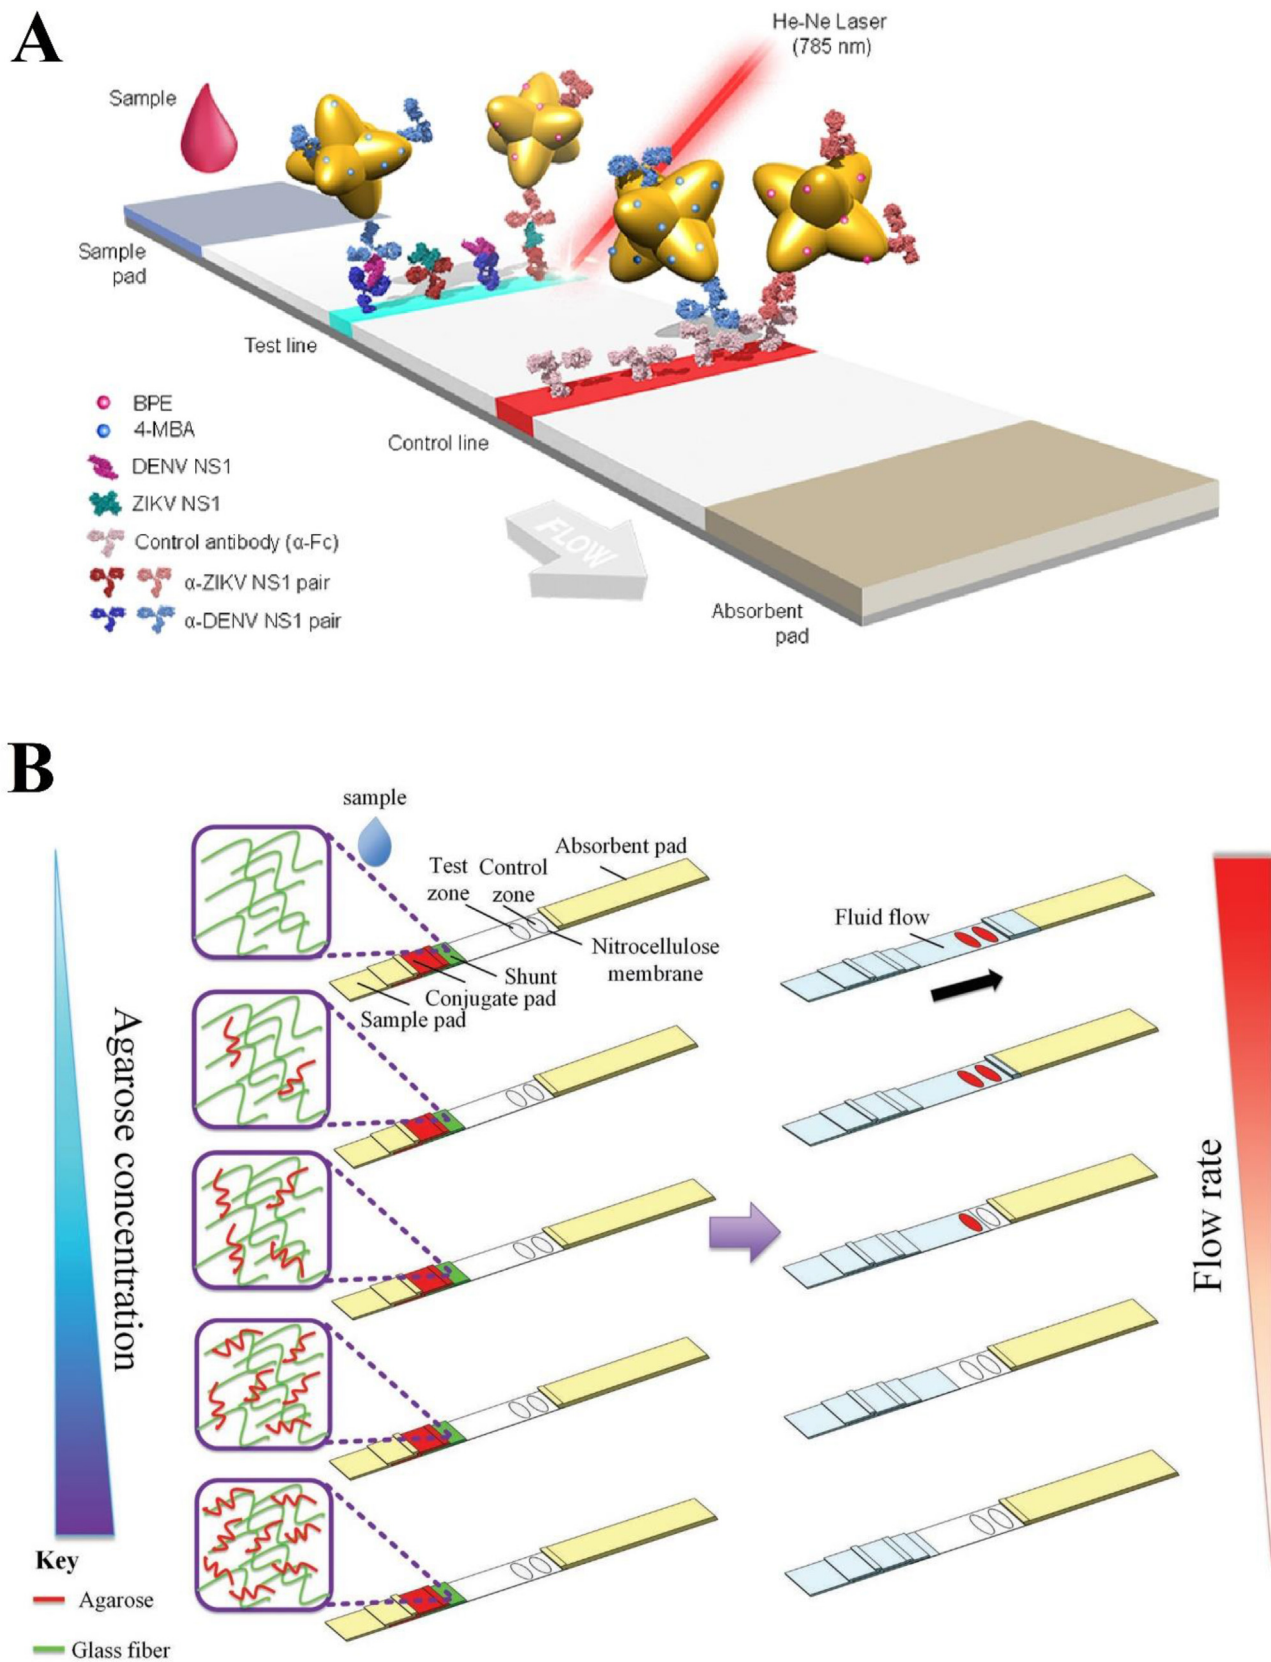 A
He-Ne Laser
(785 nm)
Sample
Sample
pad
Test line
Control line
BPE
4-MBA
DENV NS1
ZIKV NS1
Control antibody (α-Fc)
α-ZIKV NS1 pair
α-DENV NS1 pair
FLOW
Absorbent
pad
B
sample
Test
zone
Control
zone
Absorbent pad
Nitrocellulose
membrane
Shunt
Conjugate pad
Sample pad
Fluid flow
Agarose concentration
Flow rate
Key
Agarose
Glass fiber